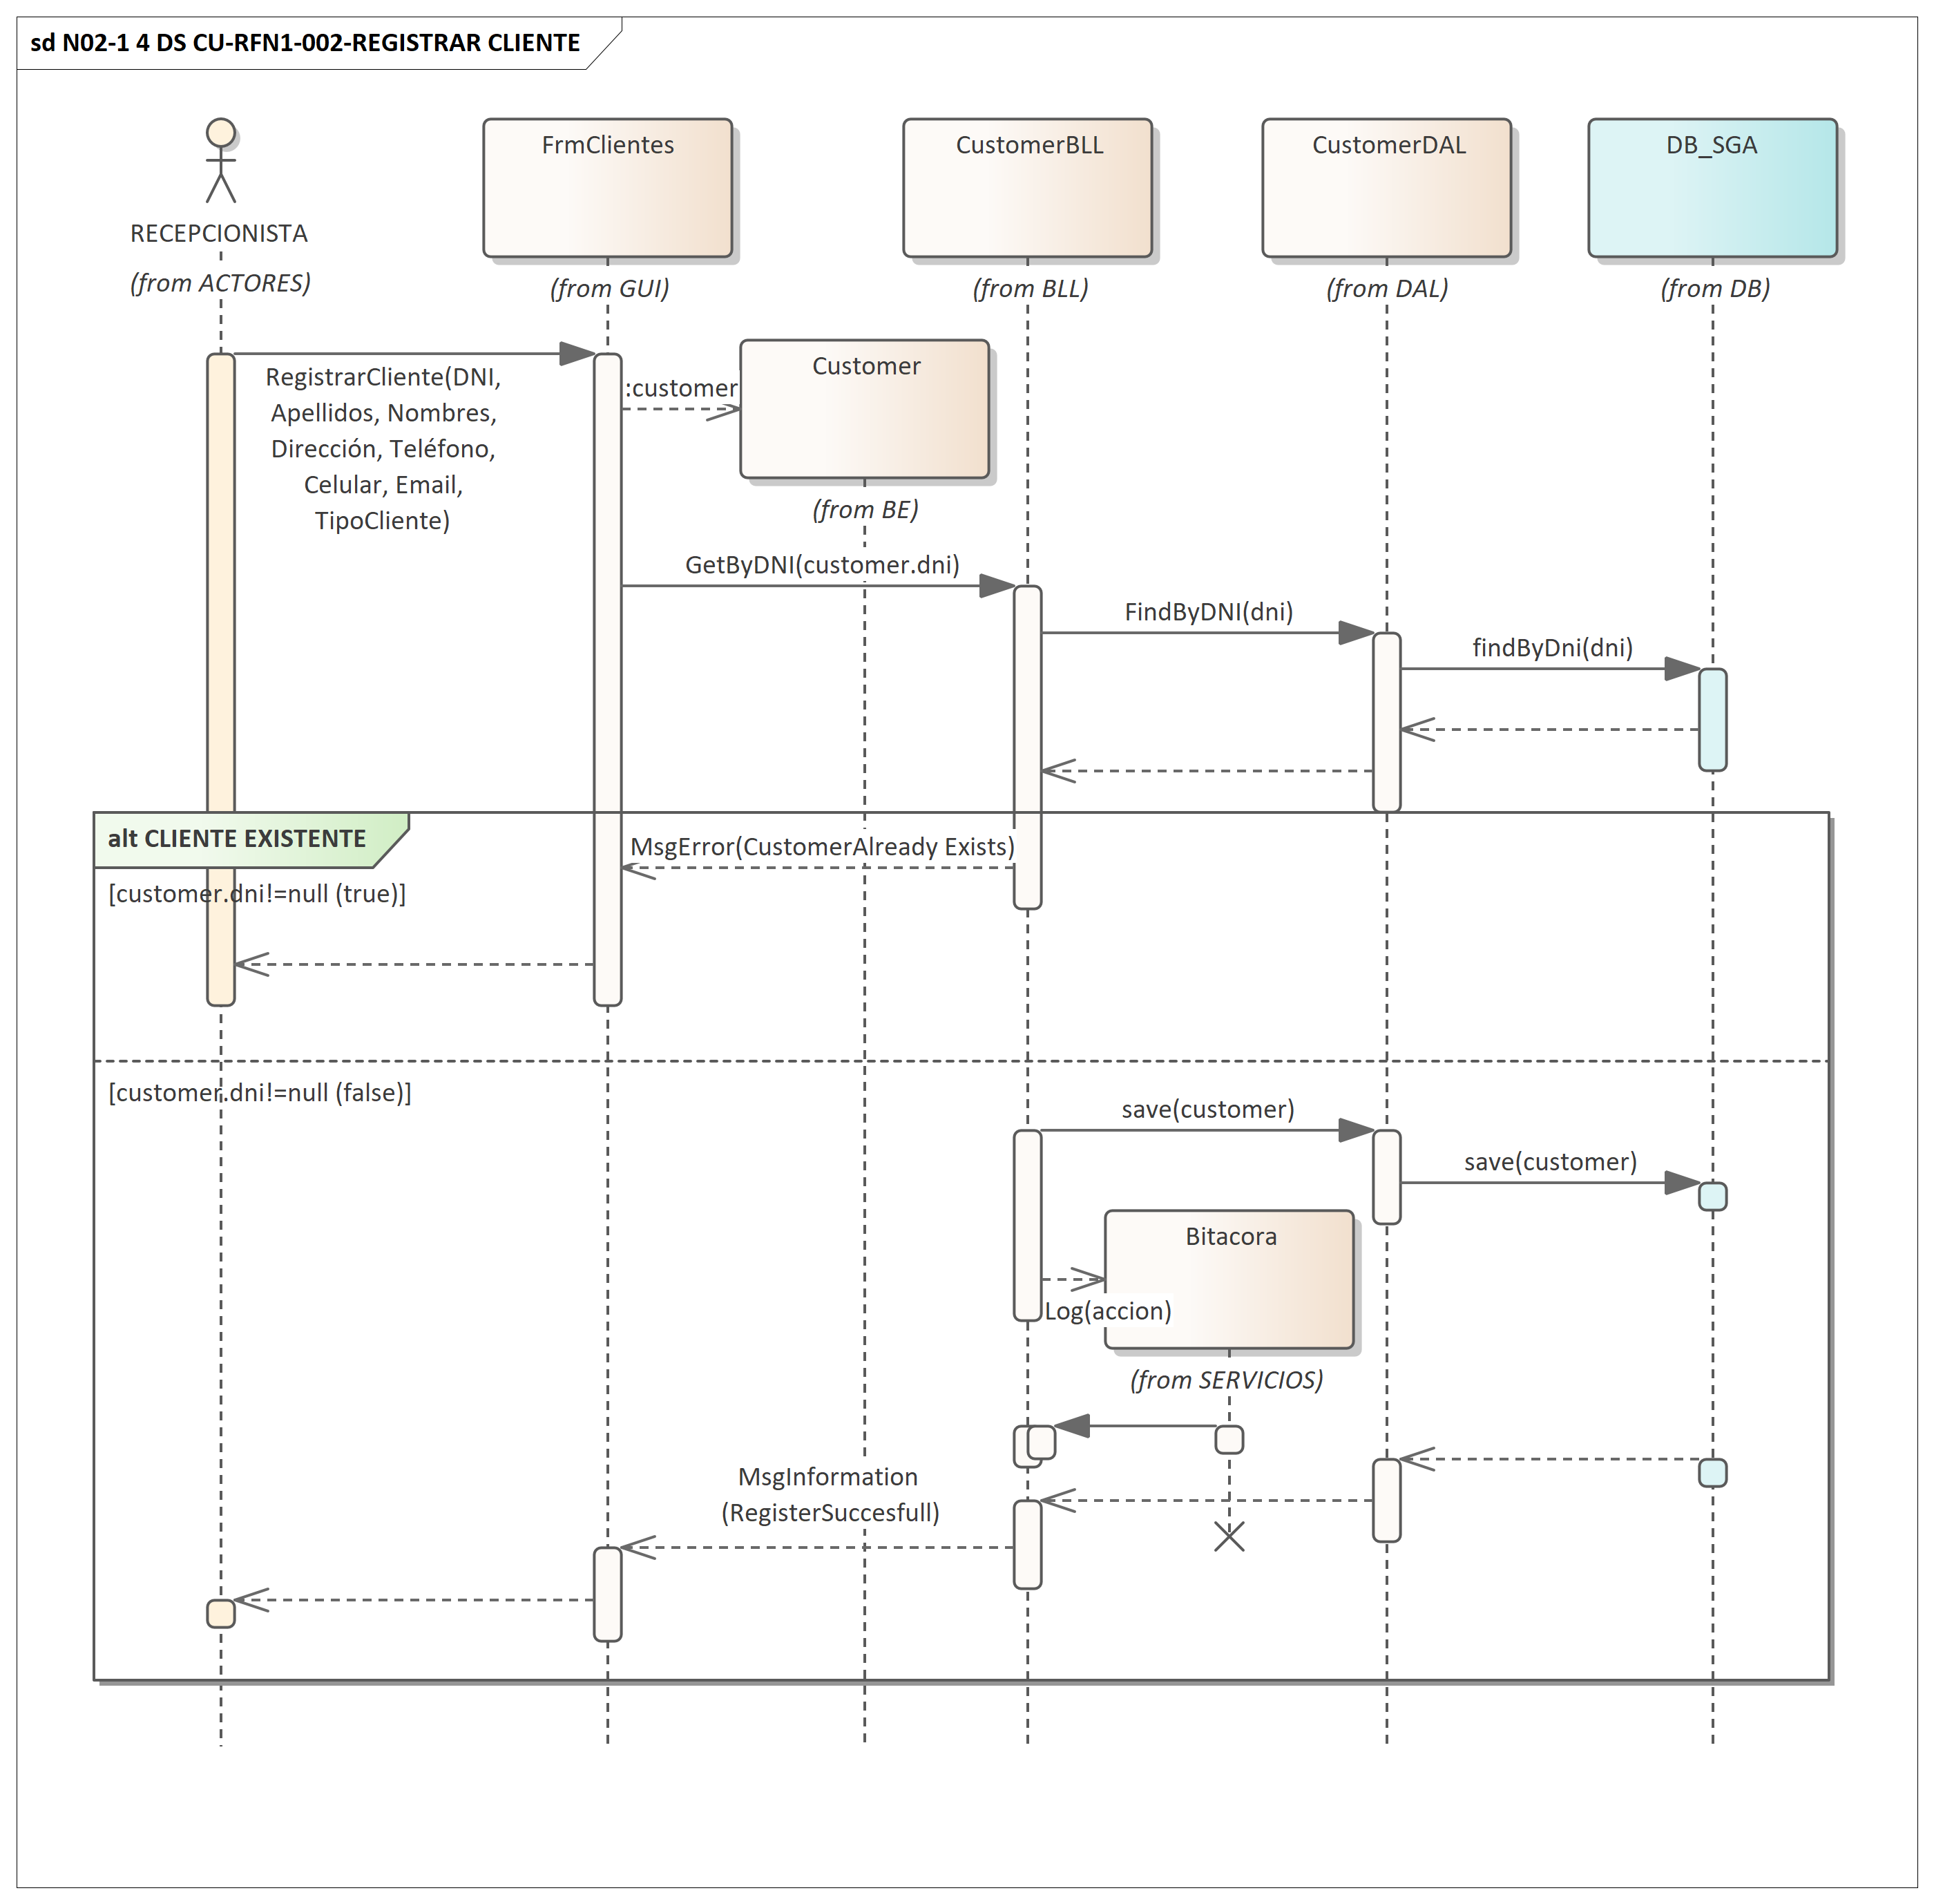 sd N02-1 4 DS CU-RFN1-002-REGISTRAR CLIENTE
FrmClientes
CustomerBLL
CustomerDAL
DB_SGA
RECEPCIONISTA
(from ACTORES)
(from GUI)
(from BLL)
(from DAL)
(from DB)
RegistrarCliente(DNI,
Apellidos, Nombres,
Dirección, Teléfono,
Celular, Email,
TipoCliente)
:customer
Customer
(from BE)
GetByDNI(customer.dni)
FindByDNI(dni)
findByDni(dni)
alt CLIENTE EXISTENTE
MsgError(CustomerAlready Exists)
[customer.dni!=null (true)]
[customer.dni!=null (false)]
save(customer)
save(customer)
Bitacora
Log(accion)
(from SERVICIOS)
MsgInformation
(RegisterSuccesfull)